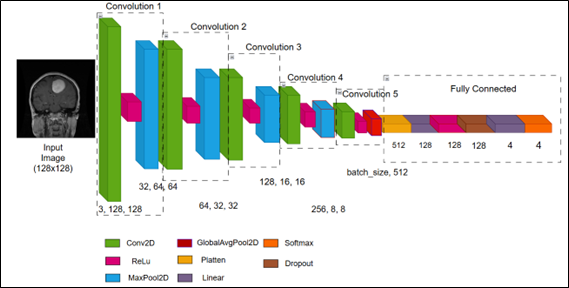 Convolution 1
Convolution 2
Convolution 3
Convolution 4
Convolution 5
Fully Connected
Input
Image
(128x128)
3, 128, 128
32, 64, 64
64, 32, 32
128, 16, 16
256, 8, 8
batch_size, 512
512 128 128 128 4 4
Conv2D GlobalAvgPool2D Softmax
ReLu Platten Dropout
MaxPool2D Linear